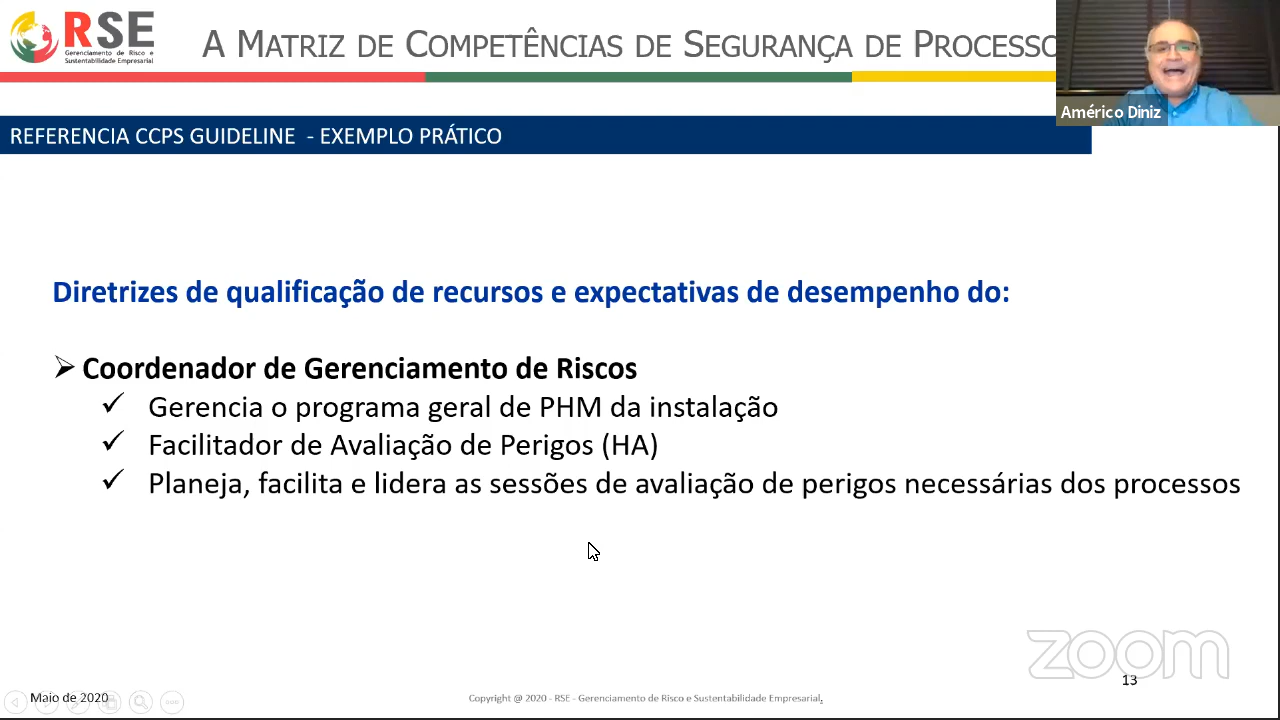 RSE
Gerenciamento de Risco e
Sustentabilidade Empresarial
A MATRIZ DE COMPETÊNCIAS DE SEGURANÇA DE PROCESSO
Américo Diniz
REFERENCIA CCPS GUIDELINE - EXEMPLO PRÁTICO
Diretrizes de qualificação de recursos e expectativas de desempenho do:
Coordenador de Gerenciamento de Riscos
Gerencia o programa geral de PHM da instalação
Facilitador de Avaliação de Perigos (HA)
Planeja, facilita e lidera as sessões de avaliação de perigos necessárias dos processos
zoom
13
Maio de 2020
Copyright @ 2020 - RSE - Gerenciamento de Risco e Sustentabilidade Empresarial.